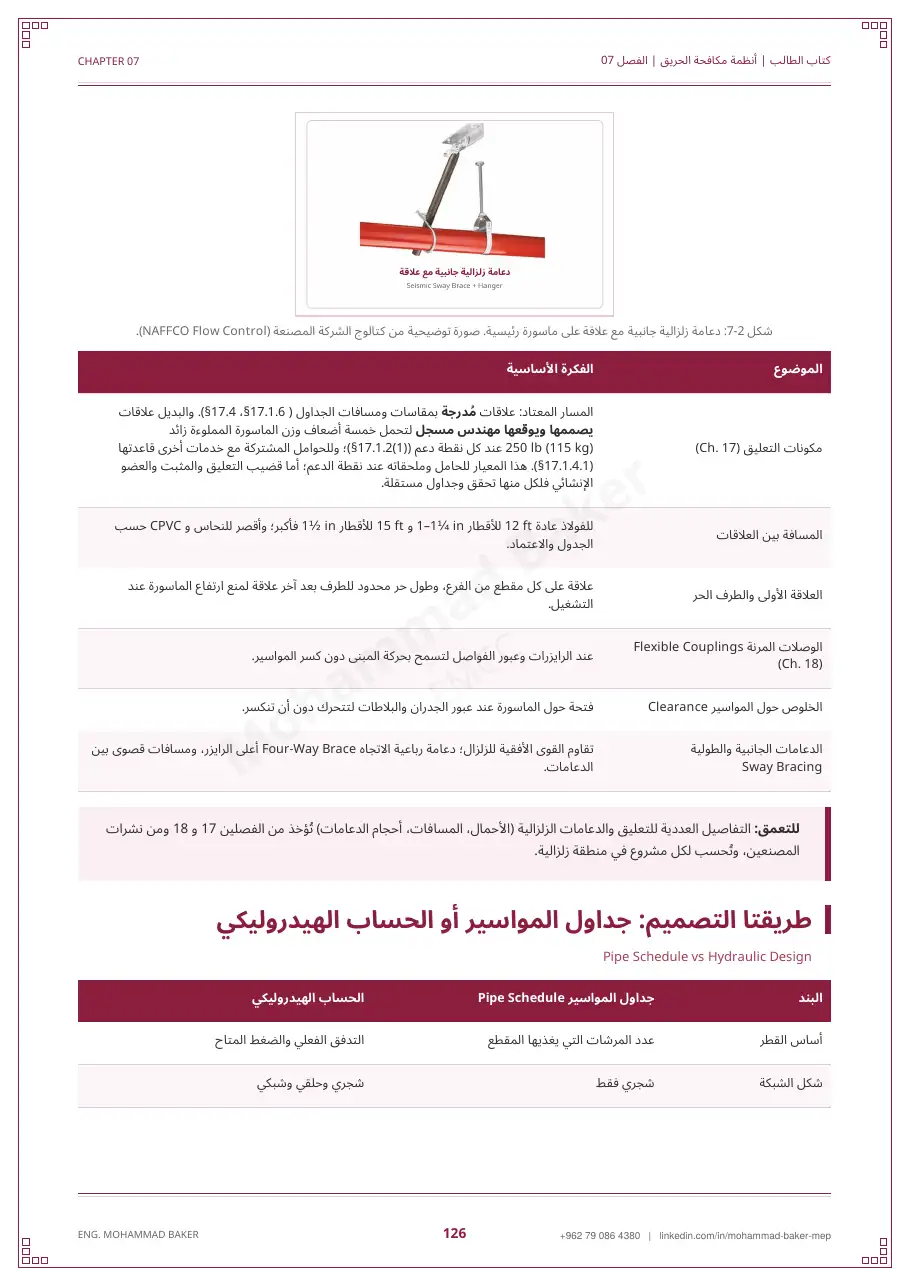 كتاب الطالب | أنظمة مكافحة الحريق | الفصل 07
CHAPTER 07
دعامة زلزالية جانبية مع علاقة
Seismic Sway Brace + Hanger
شكل 2-7: دعامة زلزالية جانبية مع علاقة على ماسورة رئيسية. صورة توضيحية من كتالوج الشركة المصنعة (NAFFCO Flow Control).
الموضوع
الفكرة الأساسية
مكونات التعليق (Ch. 17)
المسار المعتاد: علاقات مُدرجة بمقاسات ومسافات الجداول ( §17.1.6، §17.4). والبديل علاقات
يصممها ويوقعها مهندس مسجل لتحمل خمسة أضعاف وزن الماسورة المملوءة زائد
250 lb (115 kg) عند كل نقطة دعم (§17.1.2(1))؛ وللحوامل المشتركة مع خدمات أخرى قاعدتها
(§17.1.4.1). هذا المعيار للحامل وملحقاته عند نقطة الدعم؛ أما قضيب التعليق والمثبت والعضو
الإنشائي فلكل منها تحقق وجداول مستقلة.
المسافة بين العلاقات
للفولاذ عادة 12 ft للأقطار 1–1¼ in و 15 ft للأقطار 1½ in فأكبر؛ وأقصر للنحاس و CPVC حسب
الجدول والاعتماد.
العلاقة الأولى والطرف الحر
علاقة على كل مقطع من الفرع، وطول حر محدود للطرف بعد آخر علاقة لمنع ارتفاع الماسورة عند
التشغيل.
الوصلات المرنة Flexible Couplings
(Ch. 18)
عند الرايزرات وعبور الفواصل لتسمح بحركة المبنى دون كسر المواسير.
الخلوص حول المواسير Clearance
فتحة حول الماسورة عند عبور الجدران والبلاطات لتتحرك دون أن تنكسر.
الدعامات الجانبية والطولية
Sway Bracing
تقاوم القوى الأفقية للزلزال؛ دعامة رباعية الاتجاه Four-Way Brace أعلى الرايزر، ومسافات قصوى بين
الدعامات.
Mohammad Baker
للتعمق: التفاصيل العددية للتعليق والدعامات الزلزالية (الأحمال، المسافات، أحجام الدعامات) تُؤخذ من الفصلين 17 و 18 ومن نشرات
المصنعين، وتُحسب لكل مشروع في منطقة زلزالية.
طريقتا التصميم: جداول المواسير أو الحساب الهيدروليكي
Pipe Schedule vs Hydraulic Design
البند
جداول المواسير Pipe Schedule
الحساب الهيدروليكي
أساس القطر
عدد المرشات التي يغذيها المقطع
التدفق الفعلي والضغط المتاح
شكل الشبكة
شجري فقط
شجري وحلقي وشبكي
ENG. MOHAMMAD BAKER
126
+962 79 086 4380 | linkedin.com/in/mohammad-baker-mep